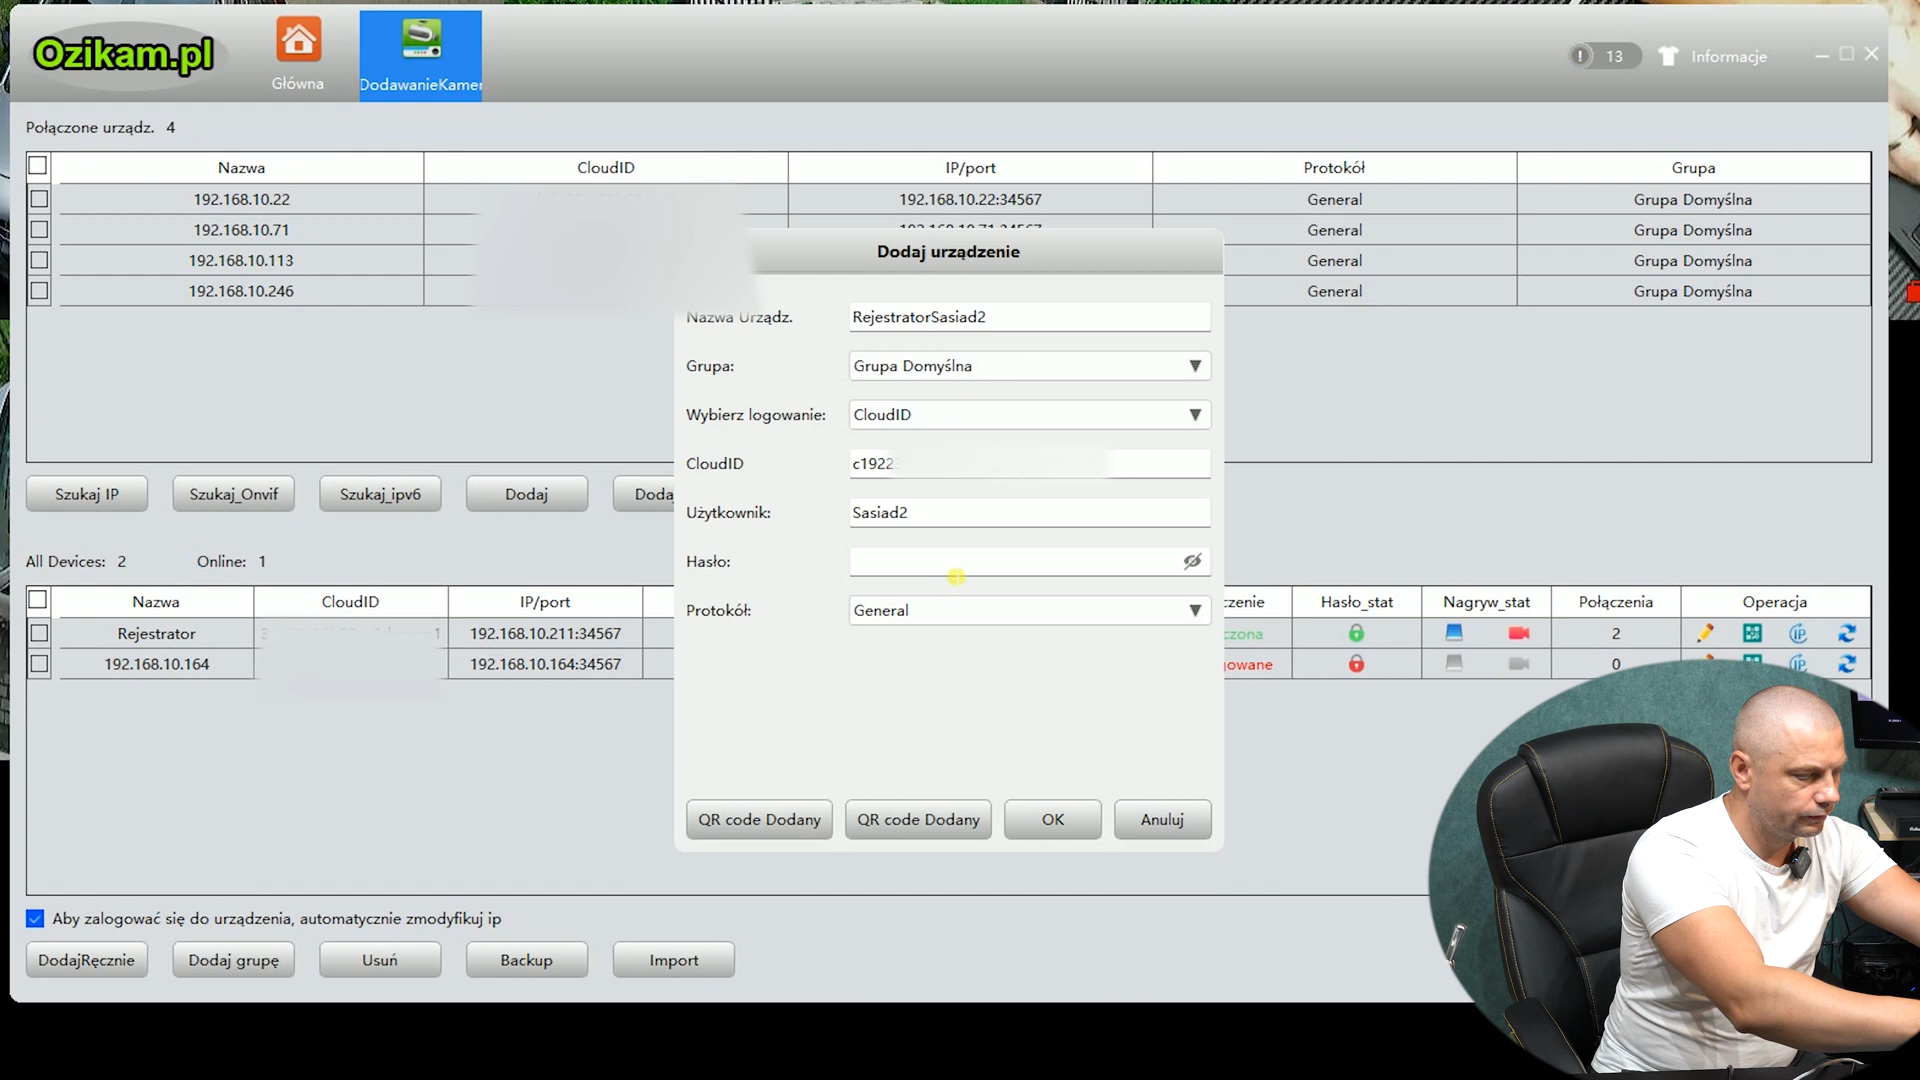 Ozikam.pl
Główna
DodawanieKamer
13
Informacje
Połączone urządz. 4
Nazwa CloudID IP/port Protokół Grupa
192.168.10.22 192.168.10.22:34567 General Grupa Domyślna
192.168.10.71 General Grupa Domyślna
192.168.10.113 General Grupa Domyślna
192.168.10.246 General Grupa Domyślna
Dodaj urządzenie
Nazwa Urządz. RejestratorSasiad2
Grupa: Grupa Domyślna
Wybierz logowanie: CloudID
CloudID c1922
Użytkownik: Sasiad2
Hasło:
Protokół: General
QR code Dodany QR code Dodany OK Anuluj
Szukaj IP Szukaj_Onvif Szukaj_ipv6 Dodaj Doda
All Devices: 2 Online: 1
Nazwa CloudID IP/port zenie Hasło_stat Nagryw_stat Połączenia Operacja
Rejestrator 192.168.10.211:34567 czona 2
192.168.10.164 192.168.10.164:34567 owane 0
Aby zalogować się do urządzenia, automatycznie zmodyfikuj ip
DodajRęcznie Dodaj grupę Usuń Backup Import